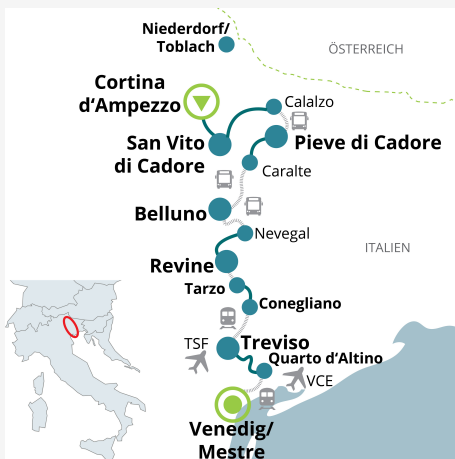 Niederdorf/
Toblach
ÖSTERREICH
Cortina
d‘Ampezzo
Calalzo
San Vito
di Cadore
Pieve di Cadore
Caralte
Belluno
Nevegal
ITALIEN
Revine
Tarzo
Conegliano
TSF
Treviso
Quarto d‘Altino
VCE
Venedig/
Mestre